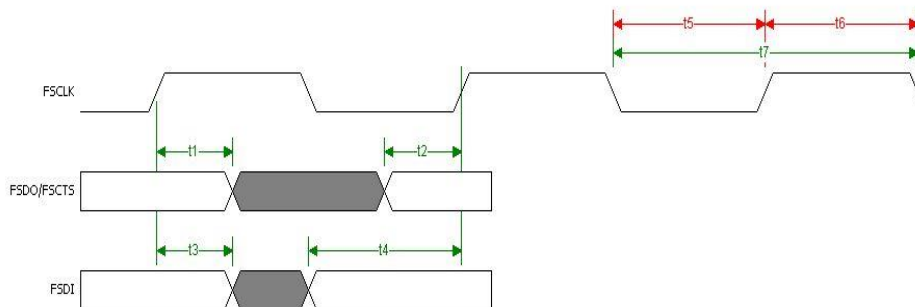 t5 t6
t7
FSCLK
t1 t2
FSDO/FSCTS
t3 t4
FSDI